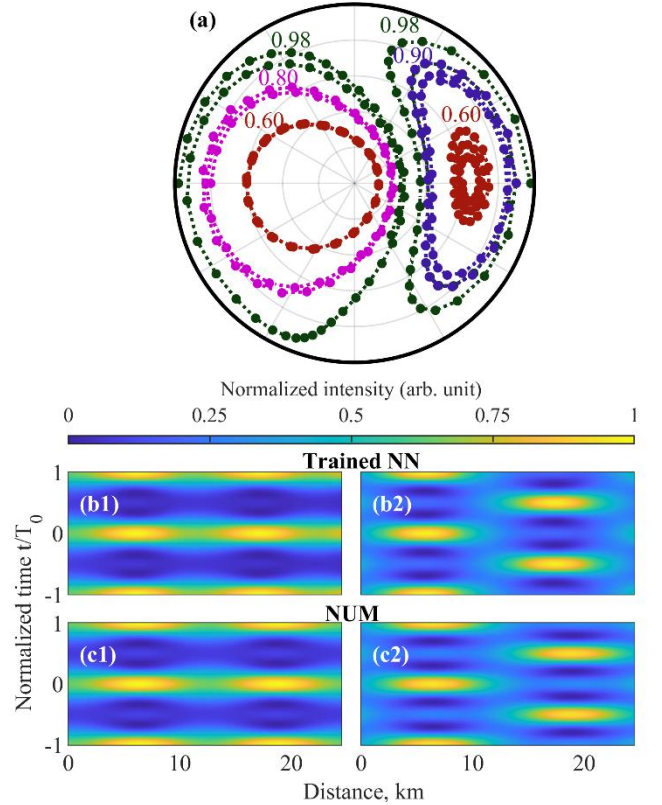 (a)
0.98
0.98
0.90
0.80
0.60
0.60
Normalized intensity (arb. unit)
0 0.25 0.5 0.75 1
Trained NN
1
(b1) (b2)
0
-1
NUM
1
(c1) (c2)
0
-1
Normalized time t/T_0
0 10 20 0 10 20
Distance, km